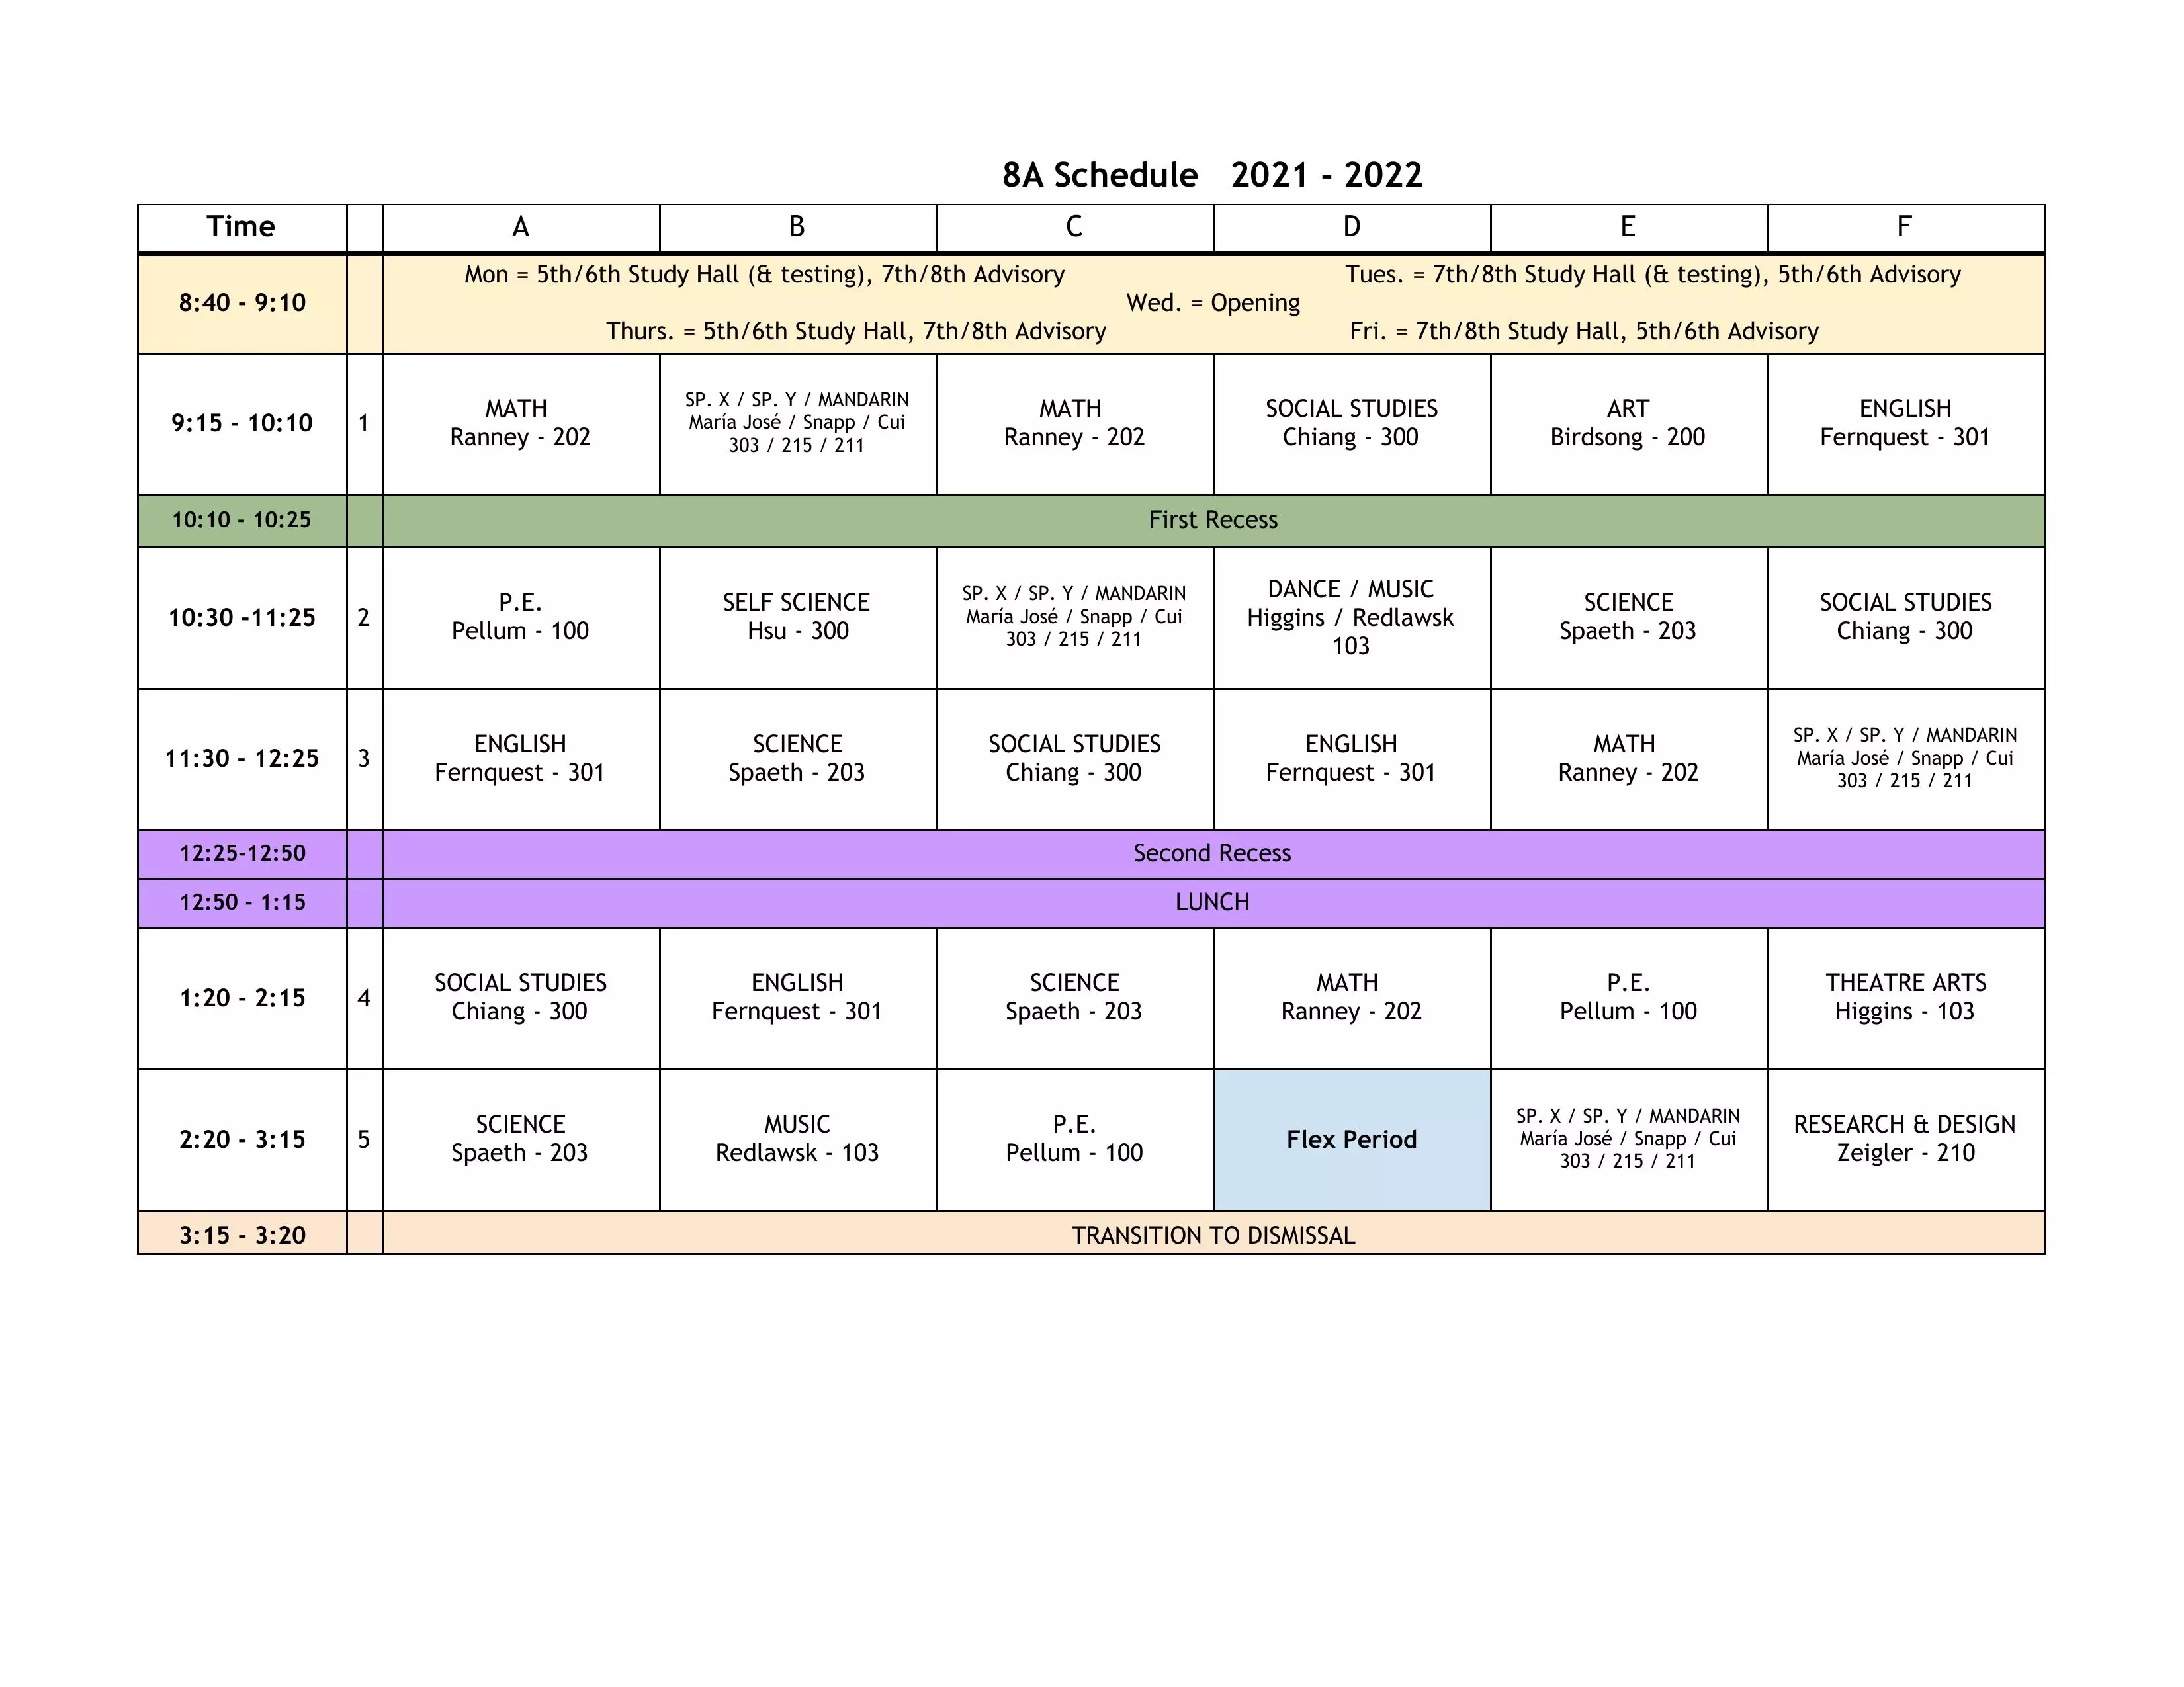 8A Schedule 2021 - 2022
Time A B C D E F
8:40 - 9:10
Mon = 5th/6th Study Hall (& testing), 7th/8th Advisory Tues. = 7th/8th Study Hall (& testing), 5th/6th Advisory
Wed. = Opening
Thurs. = 5th/6th Study Hall, 7th/8th Advisory Fri. = 7th/8th Study Hall, 5th/6th Advisory
9:15 - 10:10 1
MATH
Ranney - 202
SP. X / SP. Y / MANDARIN
María José / Snapp / Cui
303 / 215 / 211
MATH
Ranney - 202
SOCIAL STUDIES
Chiang - 300
ART
Birdsong - 200
ENGLISH
Fernquest - 301
10:10 - 10:25 First Recess
10:30 -11:25 2
P.E.
Pellum - 100
SELF SCIENCE
Hsu - 300
SP. X / SP. Y / MANDARIN
María José / Snapp / Cui
303 / 215 / 211
DANCE / MUSIC
Higgins / Redlawsk
103
SCIENCE
Spaeth - 203
SOCIAL STUDIES
Chiang - 300
11:30 - 12:25 3
ENGLISH
Fernquest - 301
SCIENCE
Spaeth - 203
SOCIAL STUDIES
Chiang - 300
ENGLISH
Fernquest - 301
MATH
Ranney - 202
SP. X / SP. Y / MANDARIN
María José / Snapp / Cui
303 / 215 / 211
12:25-12:50 Second Recess
12:50 - 1:15 LUNCH
1:20 - 2:15 4
SOCIAL STUDIES
Chiang - 300
ENGLISH
Fernquest - 301
SCIENCE
Spaeth - 203
MATH
Ranney - 202
P.E.
Pellum - 100
THEATRE ARTS
Higgins - 103
2:20 - 3:15 5
SCIENCE
Spaeth - 203
MUSIC
Redlawsk - 103
P.E.
Pellum - 100
Flex Period
SP. X / SP. Y / MANDARIN
María José / Snapp / Cui
303 / 215 / 211
RESEARCH & DESIGN
Zeigler - 210
3:15 - 3:20 TRANSITION TO DISMISSAL